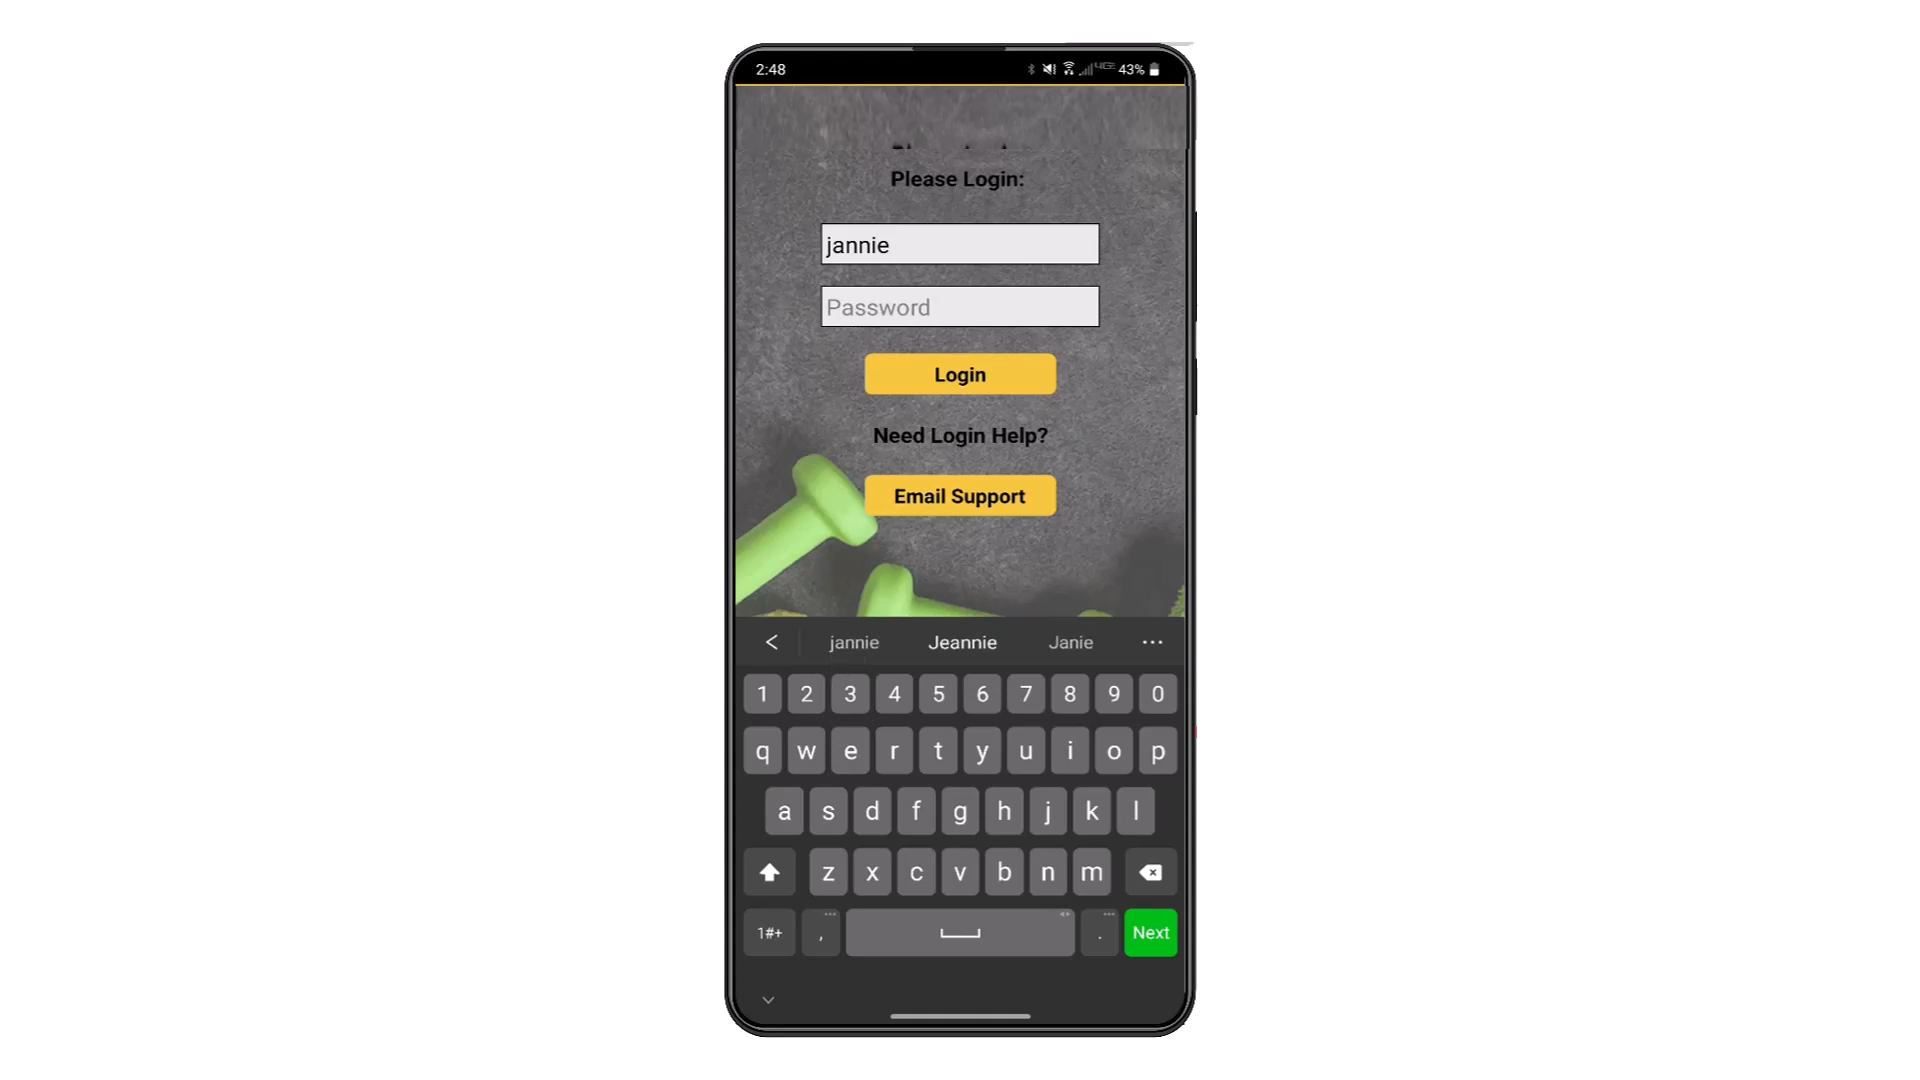 2:48
43%
Please Login:
jannie
Password
Login
Need Login Help?
Email Support
jannie Jeannie Janie
1 2 3 4 5 6 7 8 9 0
q w e r t y u i o p
a s d f g h j k l
z x c v b n m
1#+ , . Next